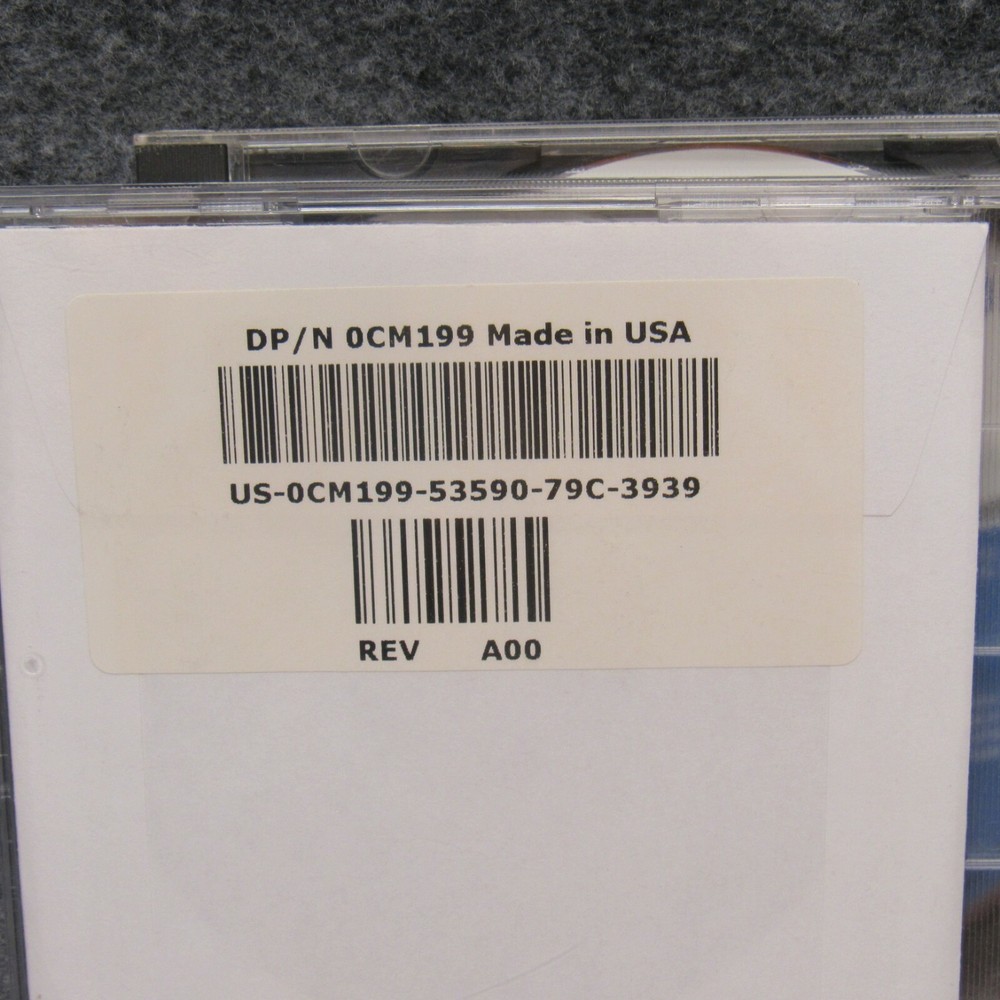 DP/N 0CM199 Made in USA
US-0CM199-53590-79C-3939
REV A00